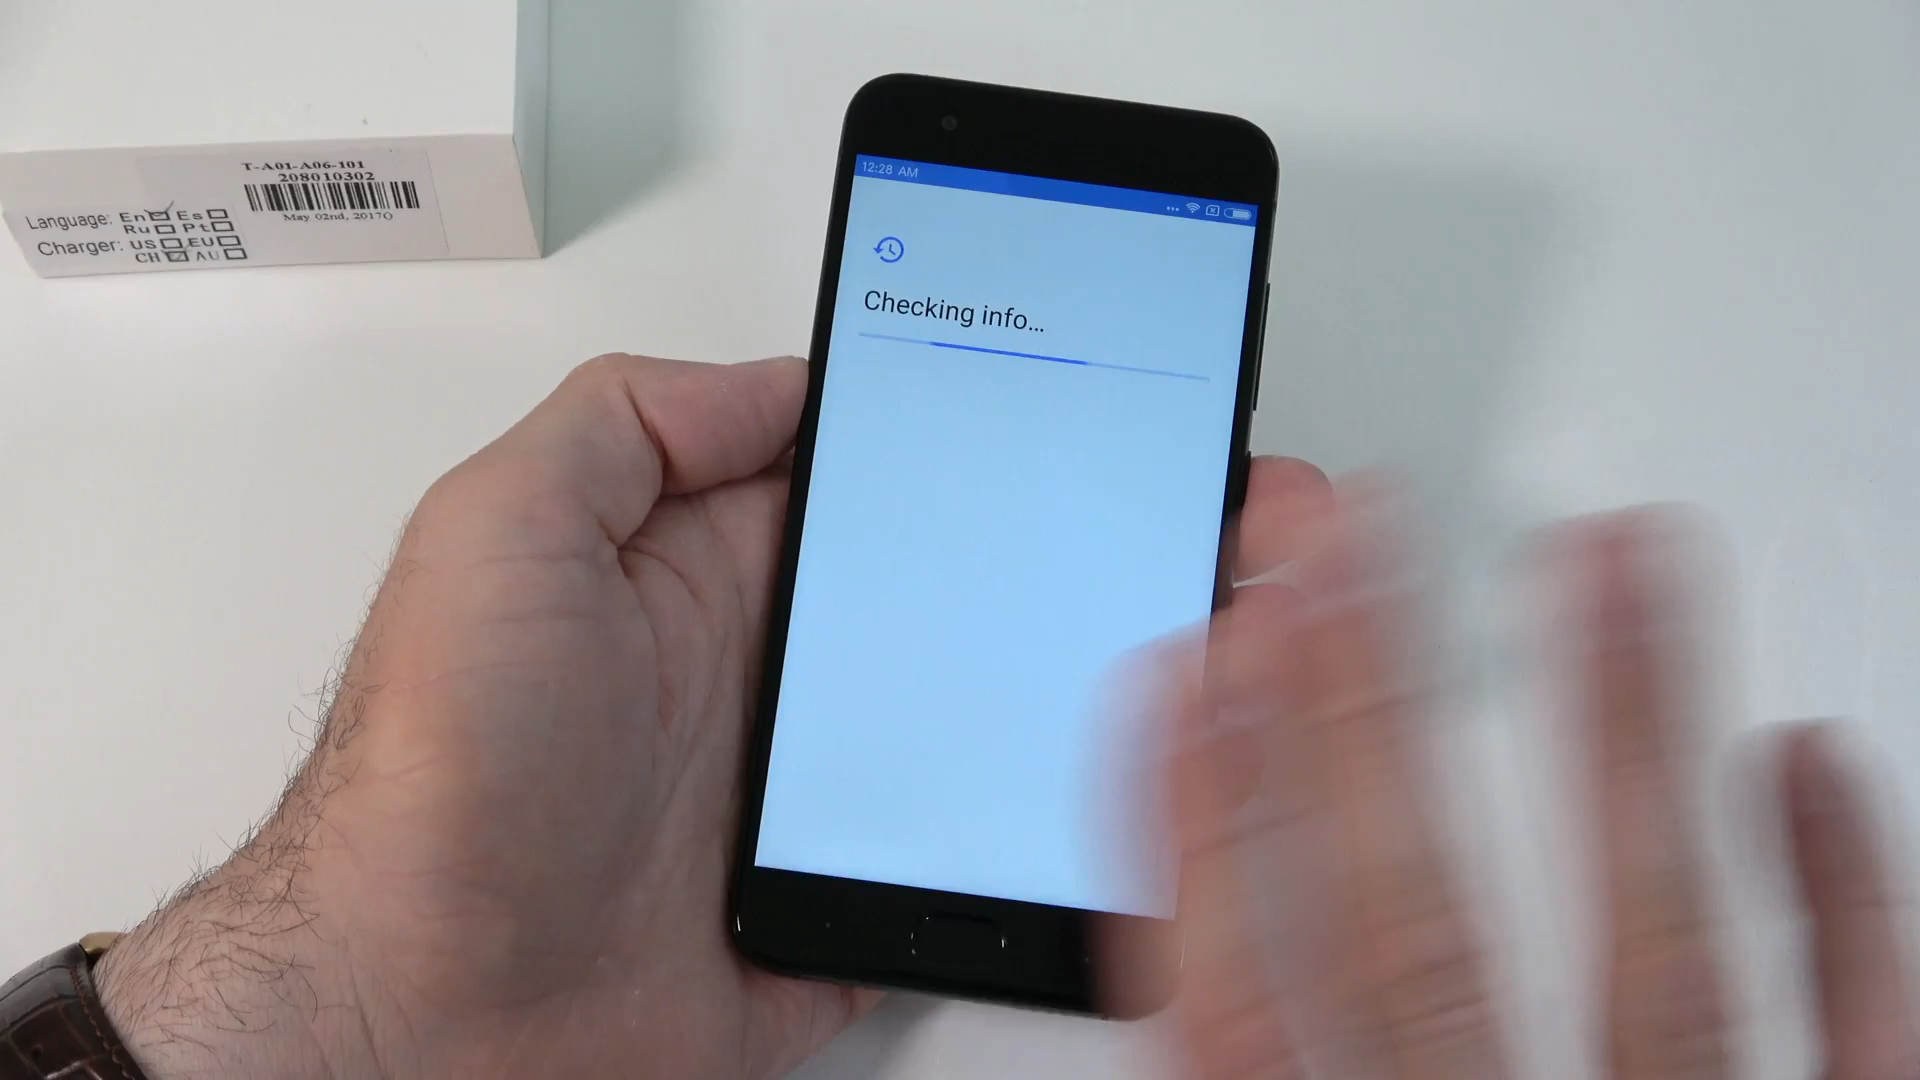 T-A01-A06-101
208010302
May 02nd, 2017()
Language: En Es
Ru Pt
Charger: US EU
CH AU
12:28 AM
Checking info...